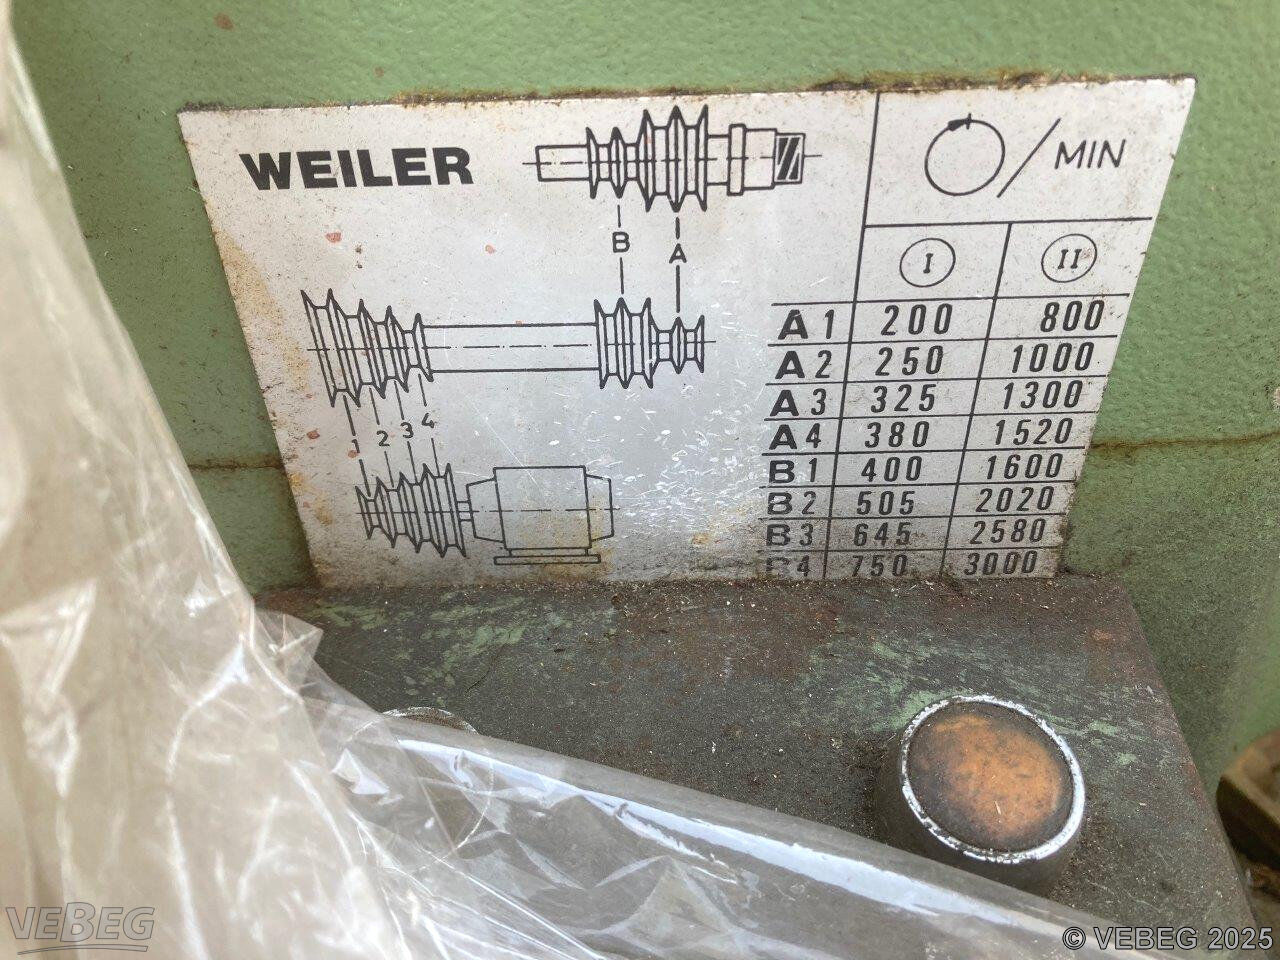 WEILER
/MIN
B
A
I II
A1 200 800
A2 250 1000
A3 325 1300
A4 380 1520
B1 400 1600
B2 505 2020
B3 645 2580
B4 750 3000
1 2 3 4
VEBEG
© VEBEG 2025